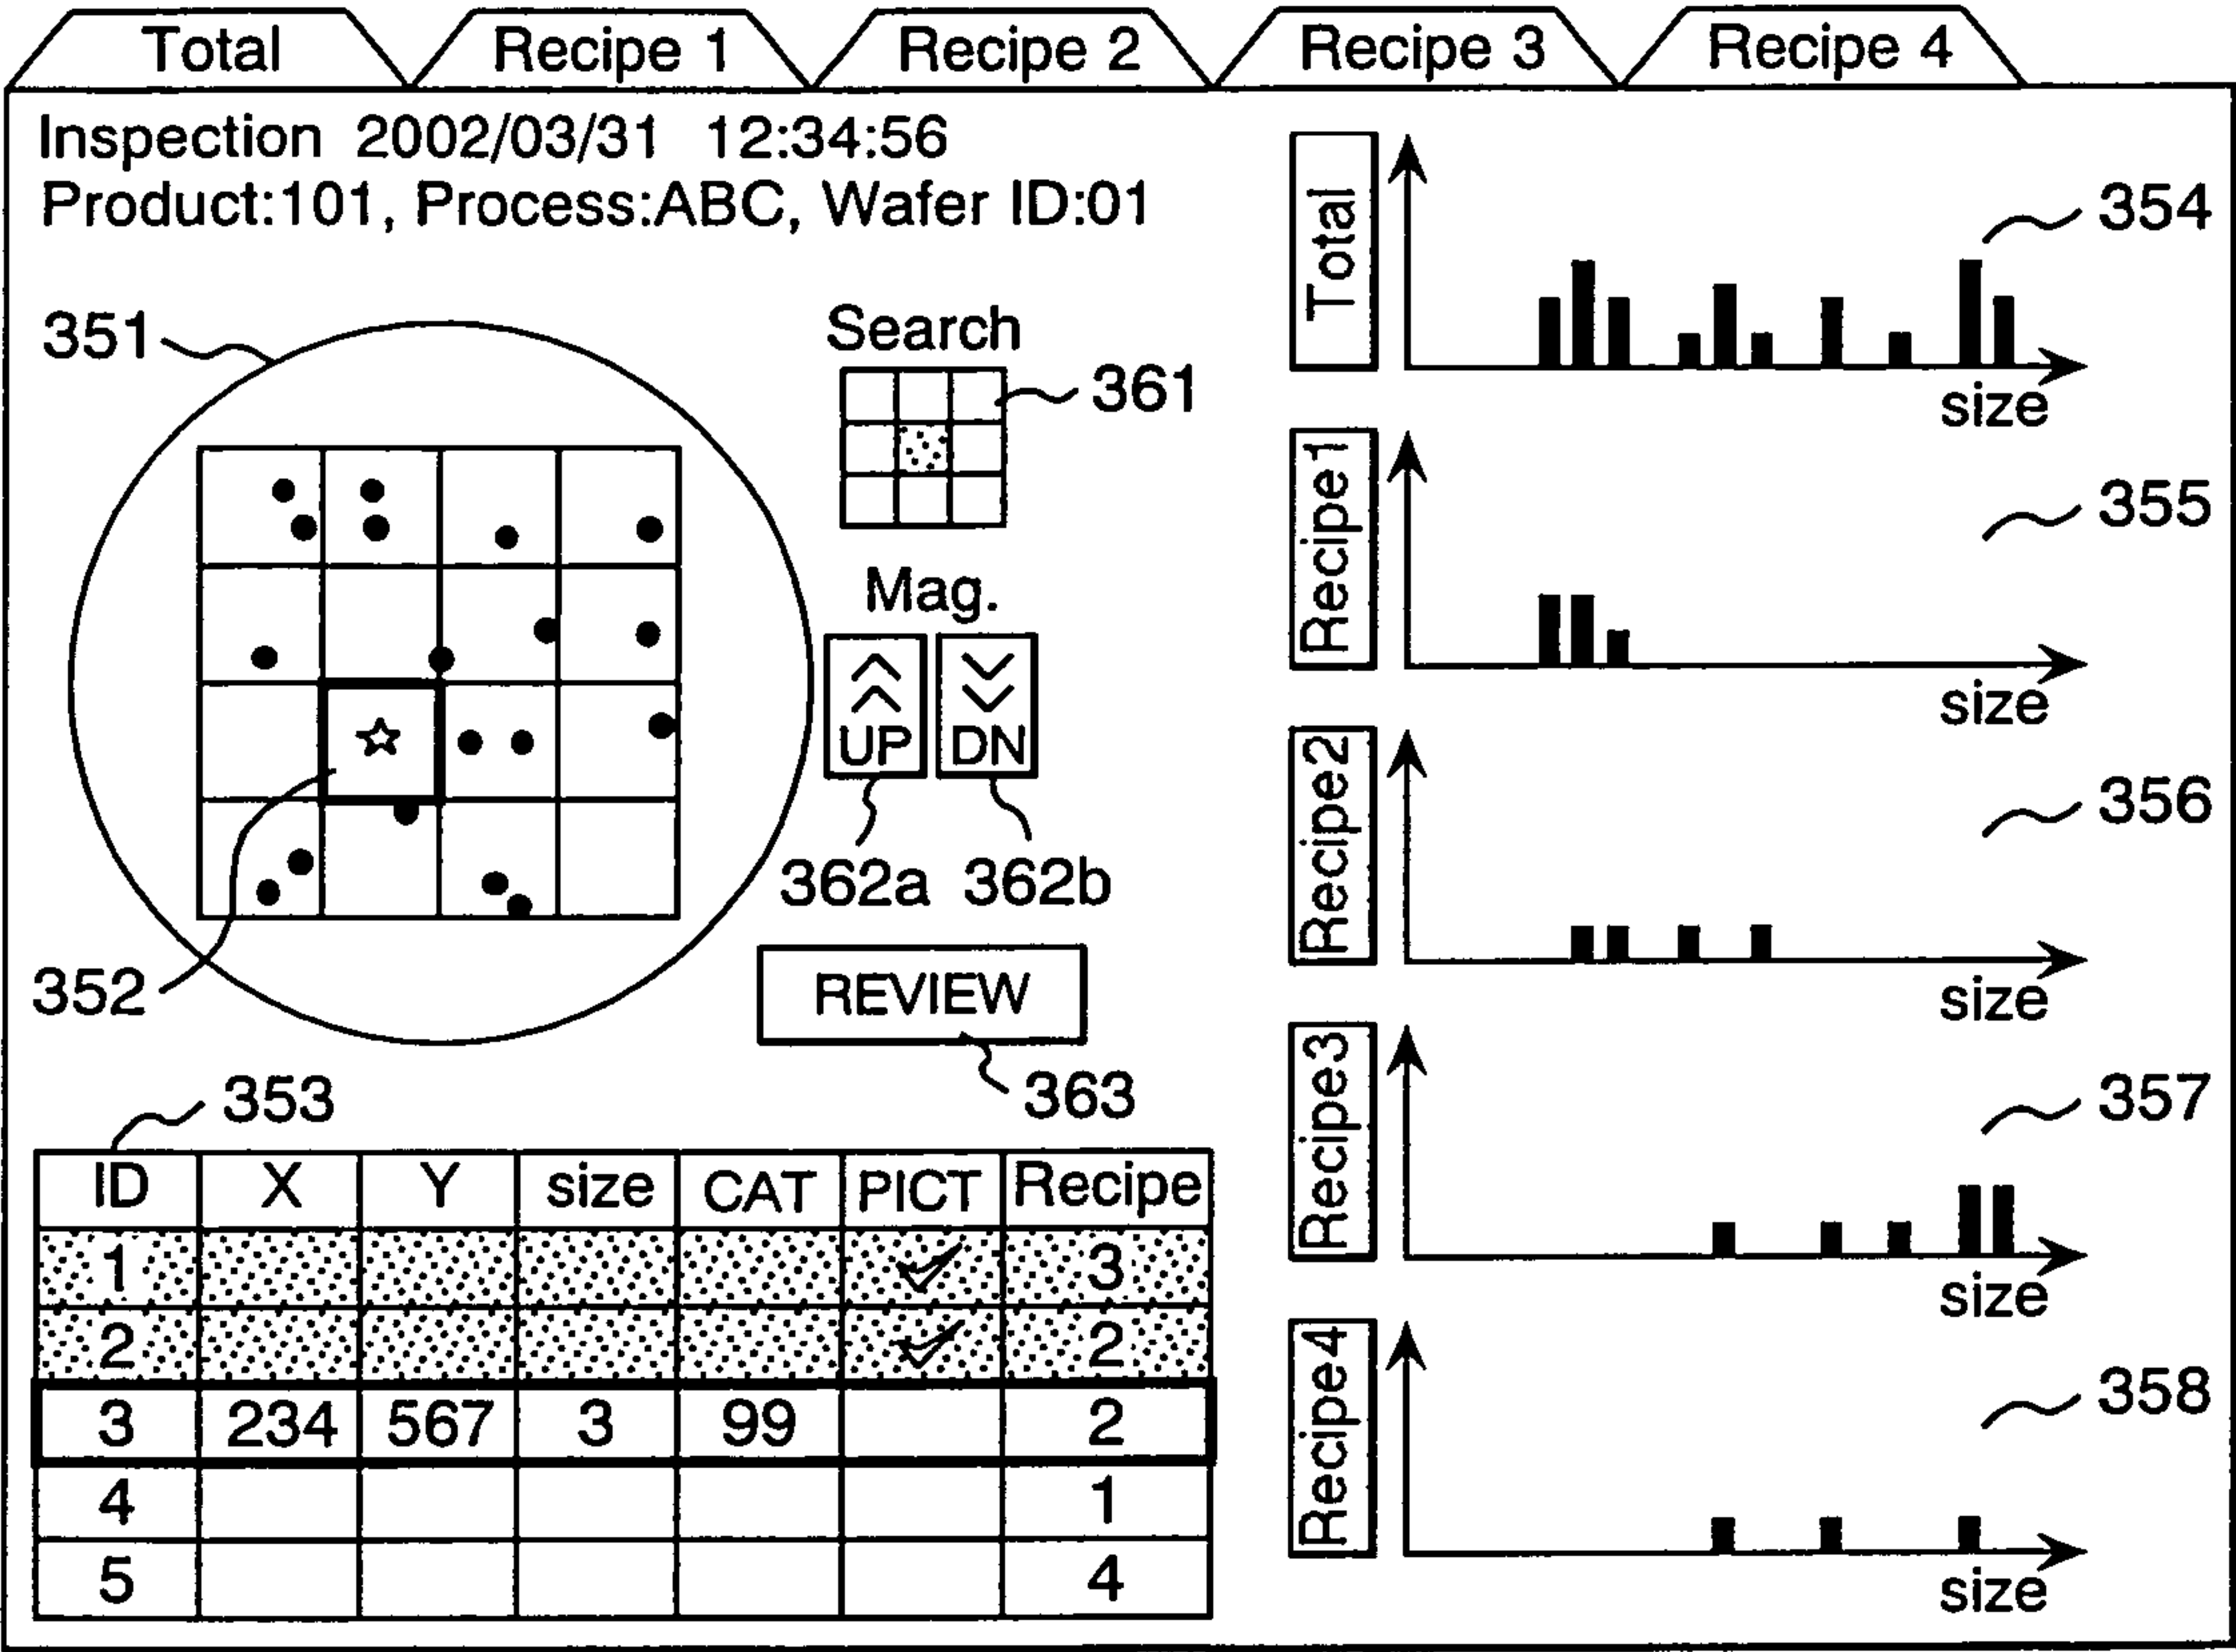 Total Recipe 1 Recipe 2 Recipe 3 Recipe 4
Inspection 2002/03/31 12:34:56
Product:101, Process:ABC, Wafer ID:01
351
352
Search
361
Mag.
UP DN
362a 362b
REVIEW
363
353
ID X Y size CAT PICT Recipe
1 3
2 2
3 234 567 3 99 2
4 1
5 4
Total
354
size
Recipe1
355
size
Recipe2
356
size
Recipe3
357
size
Recipe4
358
size